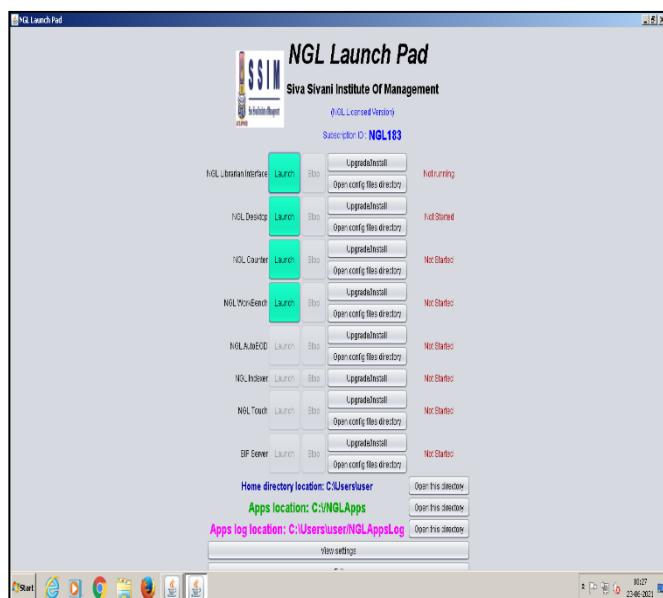 NGL Launch Pad
NGL Launch Pad
SSIM
Siva Sivani Institute Of Management
(NGL Licensed Version)
Subscription ID : NGL183
NGL Librarian Interface Launch Stop Upgrade/Install Not running
Open config files directory
NGL Desktop Launch Stop Upgrade/Install Not Started
Open config files directory
NGL Counter Launch Stop Upgrade/Install Not Started
Open config files directory
NGL WorkBench Launch Stop Upgrade/Install Not Started
Open config files directory
NGL AutoEOD Launch Stop Upgrade/Install Not Started
Open config files directory
NGL Indexer Launch Stop Upgrade/Install Not Started
NGL Touch Launch Stop Upgrade/Install Not Started
Open config files directory
SIP Server Launch Stop Upgrade/Install Not Started
Open config files directory
Home directory location: C:\Users\user Open this directory
Apps location: C:\/NGLApps Open this directory
Apps log location: C:\Users\user/NGLAppsLog Open this directory
View settings
Start
10:27
23-06-2021